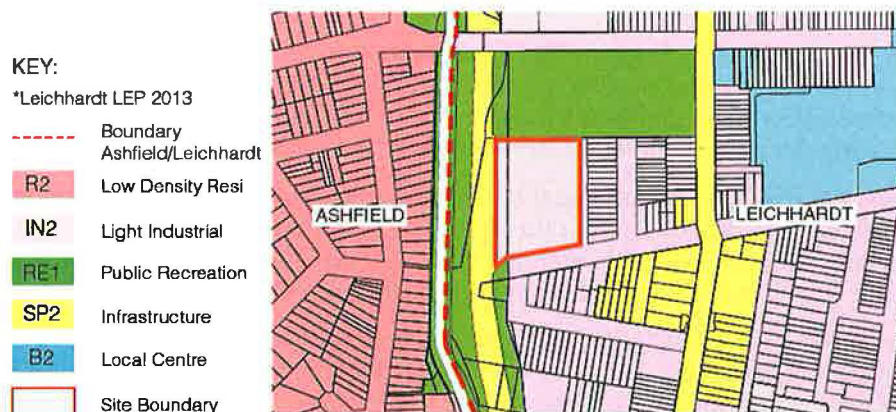 KEY:
*Leichhardt LEP 2013
Boundary
Ashfield/Leichhardt
R2 Low Density Resi
IN2 Light Industrial
RE1 Public Recreation
SP2 Infrastructure
B2 Local Centre
Site Boundary
ASHFIELD
LEICHHARDT